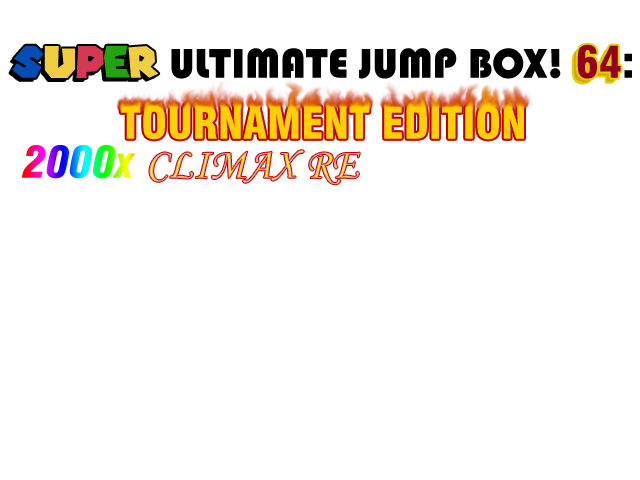 SUPER ULTIMATE JUMP BOX! 64:
TOURNAMENT EDITION
2000x CLIMAX RE